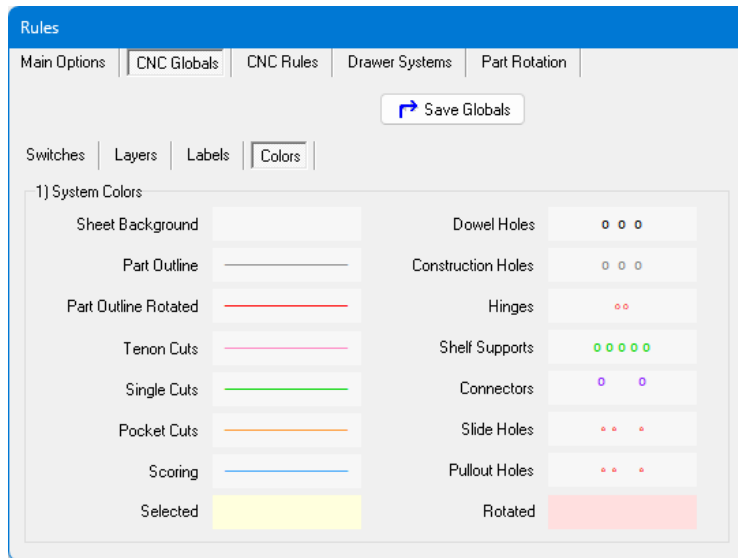 Rules
Main Options CNC Globals CNC Rules Drawer Systems Part Rotation
Save Globals
Switches Layers Labels Colors
1) System Colors
Sheet Background Dowel Holes
Part Outline Construction Holes
Part Outline Rotated Hinges
Tenon Cuts Shelf Supports
Single Cuts Connectors
Pocket Cuts Slide Holes
Scoring Pullout Holes
Selected Rotated